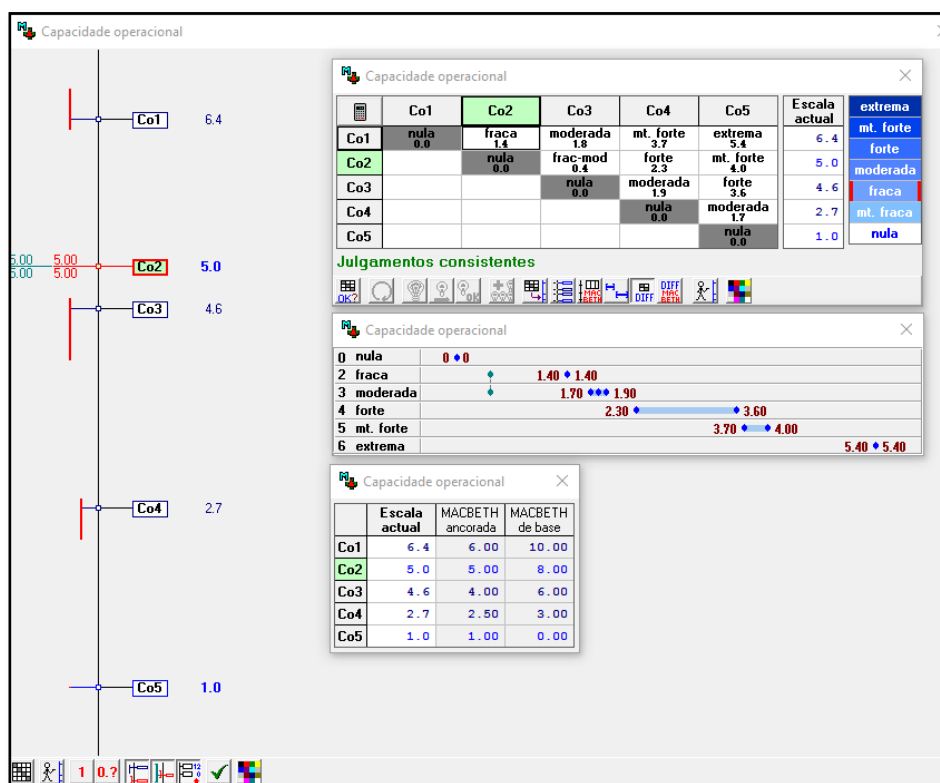 Capacidade operacional
Co1 6.4
5.00 5.00
5.00 5.00
Co2 5.0
Co3 4.6
Co4 2.7
Co5 1.0
1 0.?
Capacidade operacional
Co1 Co2 Co3 Co4 Co5 Escala actual
Co1 nula 0.0 fraca 1.4 moderada 1.8 mt. forte 3.7 extrema 5.4 6.4
Co2 nula 0.0 frac-mod 0.4 forte 2.3 mt. forte 4.0 5.0
Co3 nula 0.0 moderada 1.9 forte 3.6 4.6
Co4 nula 0.0 moderada 1.7 2.7
Co5 nula 0.0 1.0
extrema
mt. forte
forte
moderada
fraca
mt. fraca
nula
Julgamentos consistentes
OK? OK MAC BETH DIFF DIFF MAC BETH
Capacidade operacional
0 nula 0 0
2 fraca 1.40 1.40
3 moderada 1.70 1.90
4 forte 2.30 3.60
5 mt. forte 3.70 4.00
6 extrema 5.40 5.40
Capacidade operacional
Escala actual MACBETH ancorada MACBETH de base
Co1 6.4 6.00 10.00
Co2 5.0 5.00 8.00
Co3 4.6 4.00 6.00
Co4 2.7 2.50 3.00
Co5 1.0 1.00 0.00